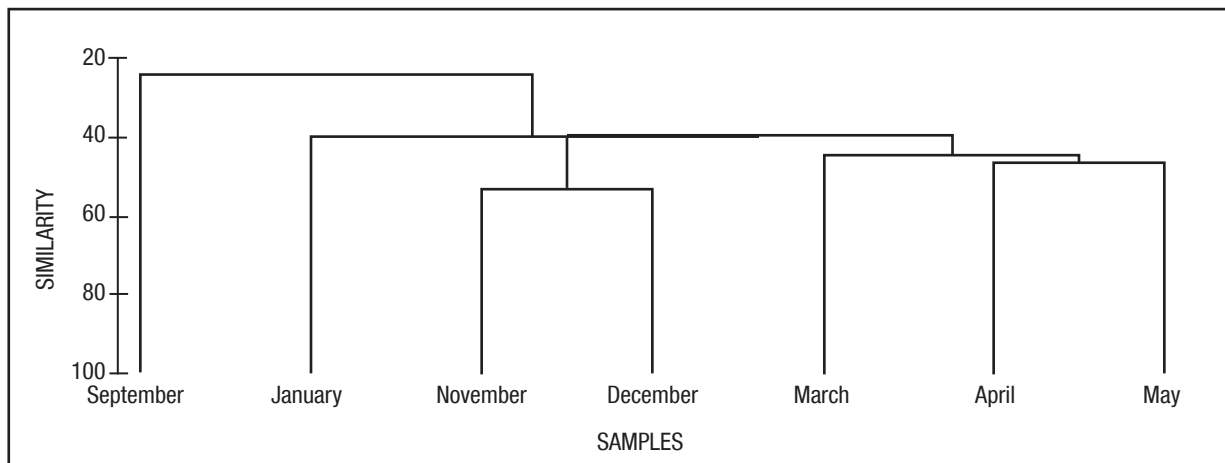 20
40
60
80
100
SIMILARITY
September January November December March April May
SAMPLES